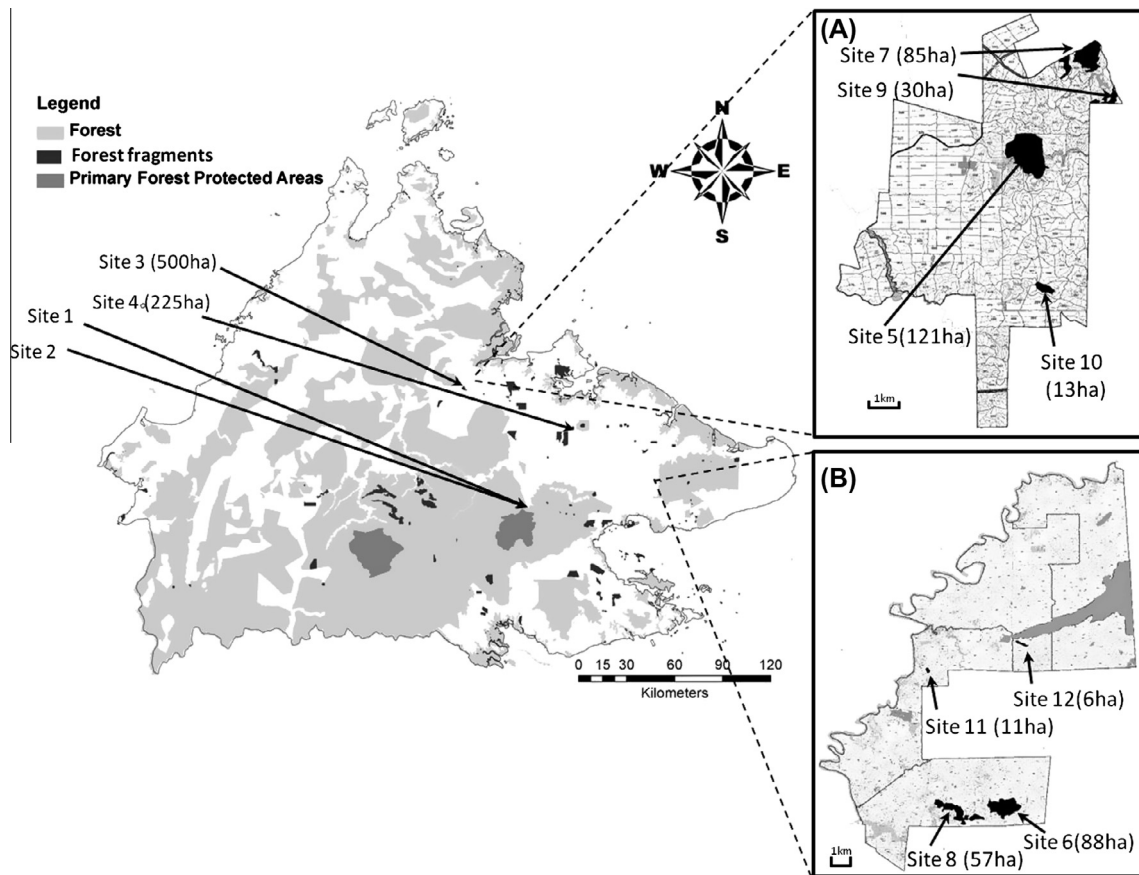 Legend
Forest
Forest fragments
Primary Forest Protected Areas
N
W E
S
Site 3 (500ha)
Site 4 (225ha)
Site 1
Site 2
0 15 30 60 90 120
Kilometers
(A)
Site 7 (85ha)
Site 9 (30ha)
Site 5(121ha)
Site 10
(13ha)
1km
(B)
Site 12(6ha)
Site 11 (11ha)
Site 6(88ha)
Site 8 (57ha)
1km